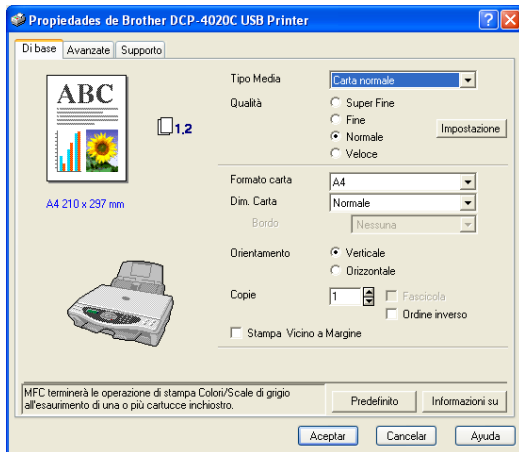 Propiedades de Brother DCP-4020C USB Printer
Di base Avanzate Supporto
ABC
1,2
A4 210 x 297 mm
Tipo Media Carta normale
Qualità Super Fine
Fine
Normale
Veloce
Impostazione
Formato carta A4
Dim. Carta Normale
Bordo Nessuna
Orientamento Verticale
Orizzontale
Copie 1 Fascicola
Ordine inverso
Stampa Vicino a Margine
MFC terminerà le operazione di stampa Colori/Scale di grigio
all'esaurimento di una o più cartucce inchiostro.
Predefinito Informazioni su
Aceptar Cancelar Ayuda